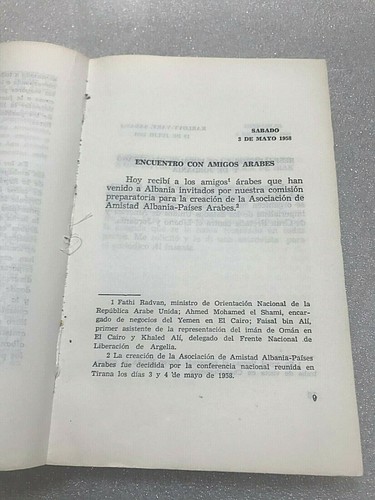 SABADO
3 DE MAYO 1958
ENCUENTRO CON AMIGOS ARABES
Hoy recibí a los amigos¹ árabes que han
venido a Albania invitados por nuestra comisión
preparatoria para la creación de la Asociación de
Amistad Albania-Países Arabes.²
1 Fathi Radvan, ministro de Orientación Nacional de la
República Arabe Unida; Ahmed Mohamed el Shami, encar-
gado de negocios del Yemen en El Cairo; Faisal bin Alí,
primer asistente de la representación del imán de Omán en
El Cairo y Khaled Alí, delegado del Frente Nacional de
Liberación de Argelia.
2 La creación de la Asociación de Amistad Albania-Países
Arabes fue decidida por la conferencia nacional reunida en
Tirana los días 3 y 4 de mayo de 1958.
9